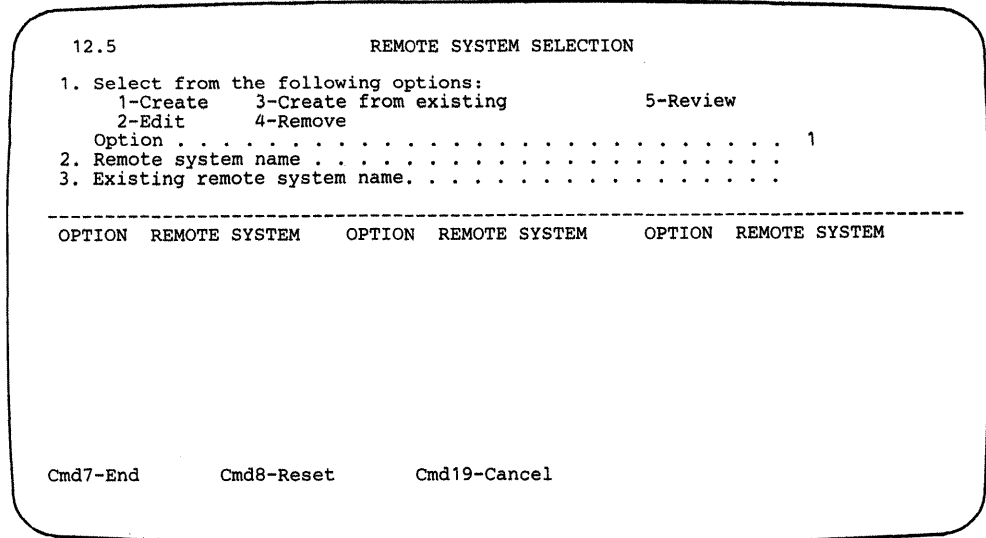 12.5 REMOTE SYSTEM SELECTION
1. Select from the following options:
1-Create 3-Create from existing 5-Review
2-Edit 4-Remove
Option . . . . . . . . . . . . . . . . . . . . . . . . . . . 1
2. Remote system name . . . . . . . . . . . . . . . . . . . . .
3. Existing remote system name. . . . . . . . . . . . . . . . .
--------------------------------------------------------------------------------
OPTION REMOTE SYSTEM OPTION REMOTE SYSTEM OPTION REMOTE SYSTEM
Cmd7-End Cmd8-Reset Cmd19-Cancel